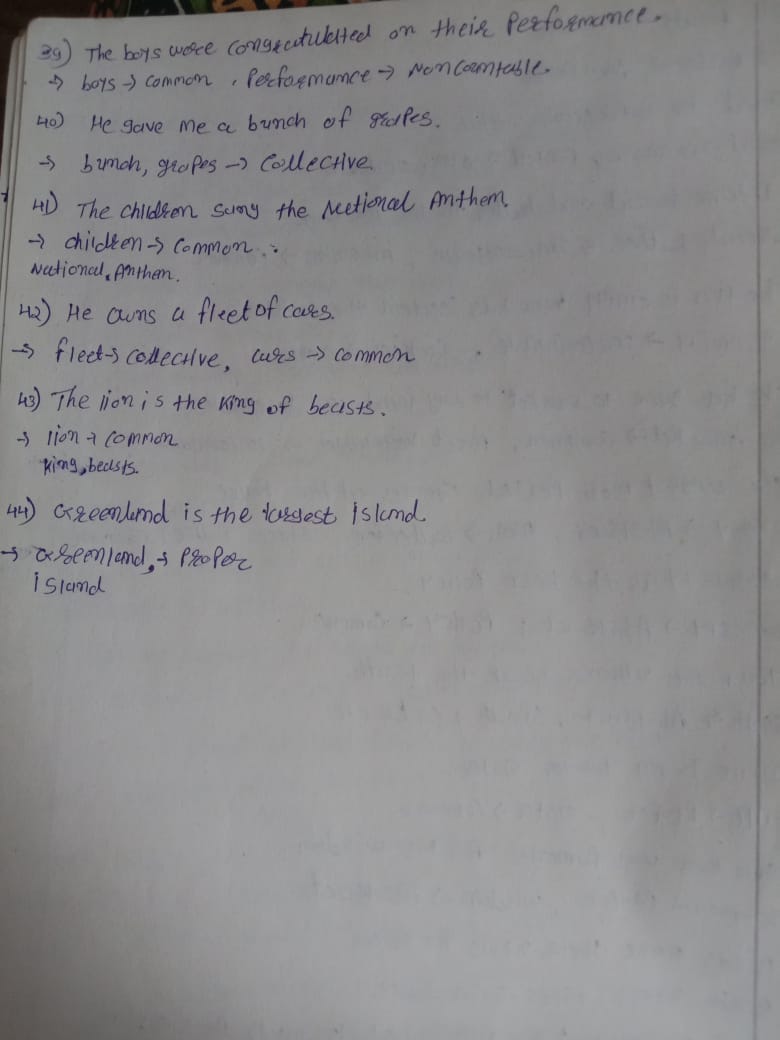 39) The boys were congratulated on their Performance.
→ boys → common, Performance → Noncountable.
40) He gave me a bunch of grapes.
→ bunch, grapes → Collective.
41) The children sung the National Anthem.
→ children → common.
National, Anthem.
42) He owns a fleet of cars.
→ fleet → collective, cars → common
43) The lion is the king of beasts.
→ lion → common
king, beasts.
44) Greenland is the largest island
→ Greenland, → Proper
island